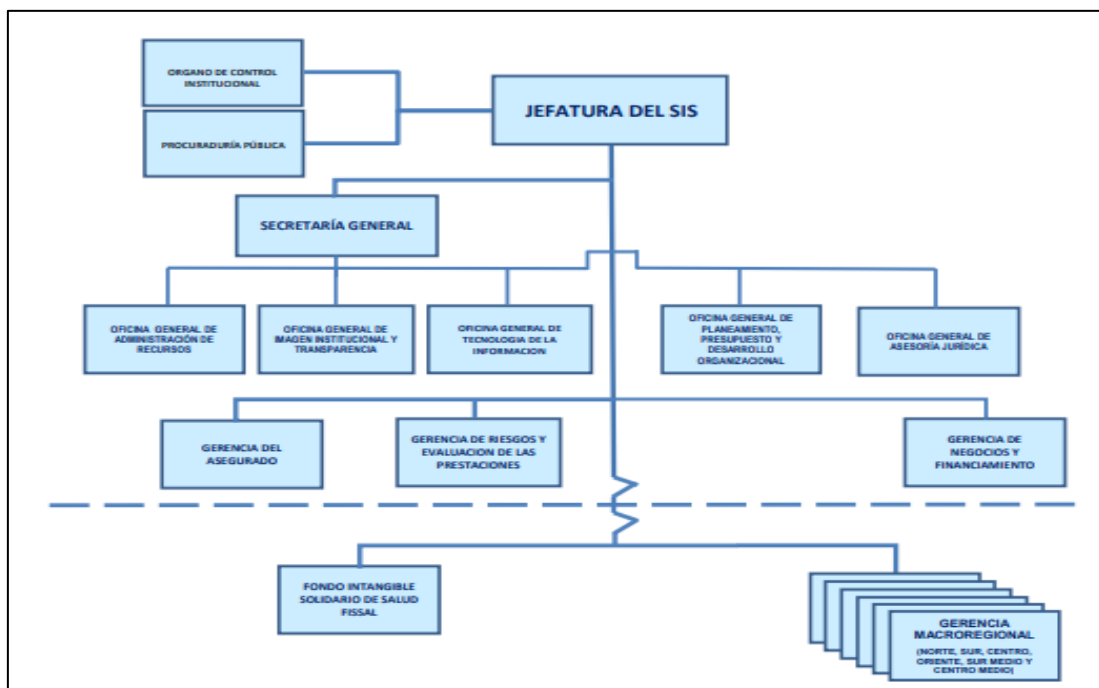 ORGANO DE CONTROL
INSTITUCIONAL
JEFATURA DEL SIS
PROCURADURÍA PÚBLICA
SECRETARÍA GENERAL
OFICINA GENERAL DE
ADMINISTRACIÓN DE
RECURSOS
OFICINA GENERAL DE
IMAGEN INSTITUCIONAL Y
TRANSPARENCIA
OFICINA GENERAL DE
TECNOLOGIA DE LA
INFORMACION
OFICINA GENERAL DE
PLANEAMIENTO,
PRESUPUESTO Y
DESARROLLO
ORGANIZACIONAL
OFICINA GENERAL DE
ASESORÍA JURÍDICA
GERENCIA DEL
ASEGURADO
GERENCIA DE RIESGOS Y
EVALUACION DE LAS
PRESTACIONES
GERENCIA DE
NEGOCIOS Y
FINANCIAMIENTO
FONDO INTANGIBLE
SOLIDARIO DE SALUD
FISSAL
GERENCIA
MACROREGIONAL
(NORTE, SUR, CENTRO,
ORIENTE, SUR MEDIO Y
CENTRO MEDIO)